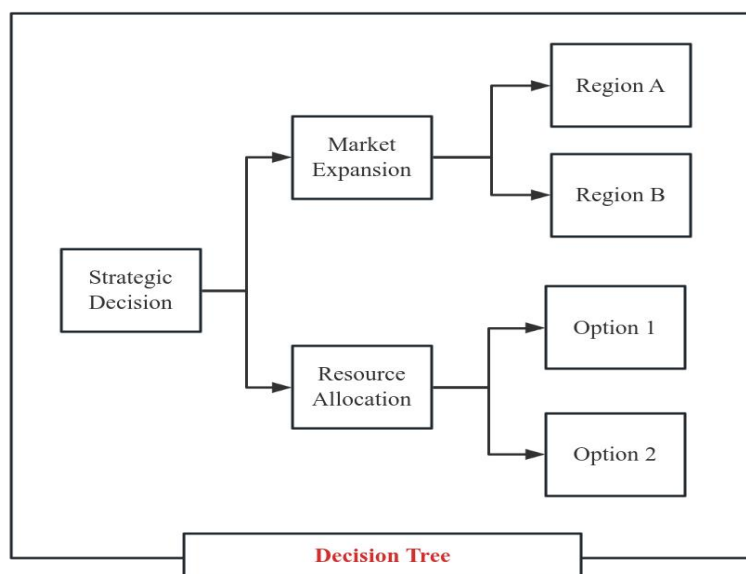 Region A
Market
Expansion
Region B
Strategic
Decision
Option 1
Resource
Allocation
Option 2
Decision Tree